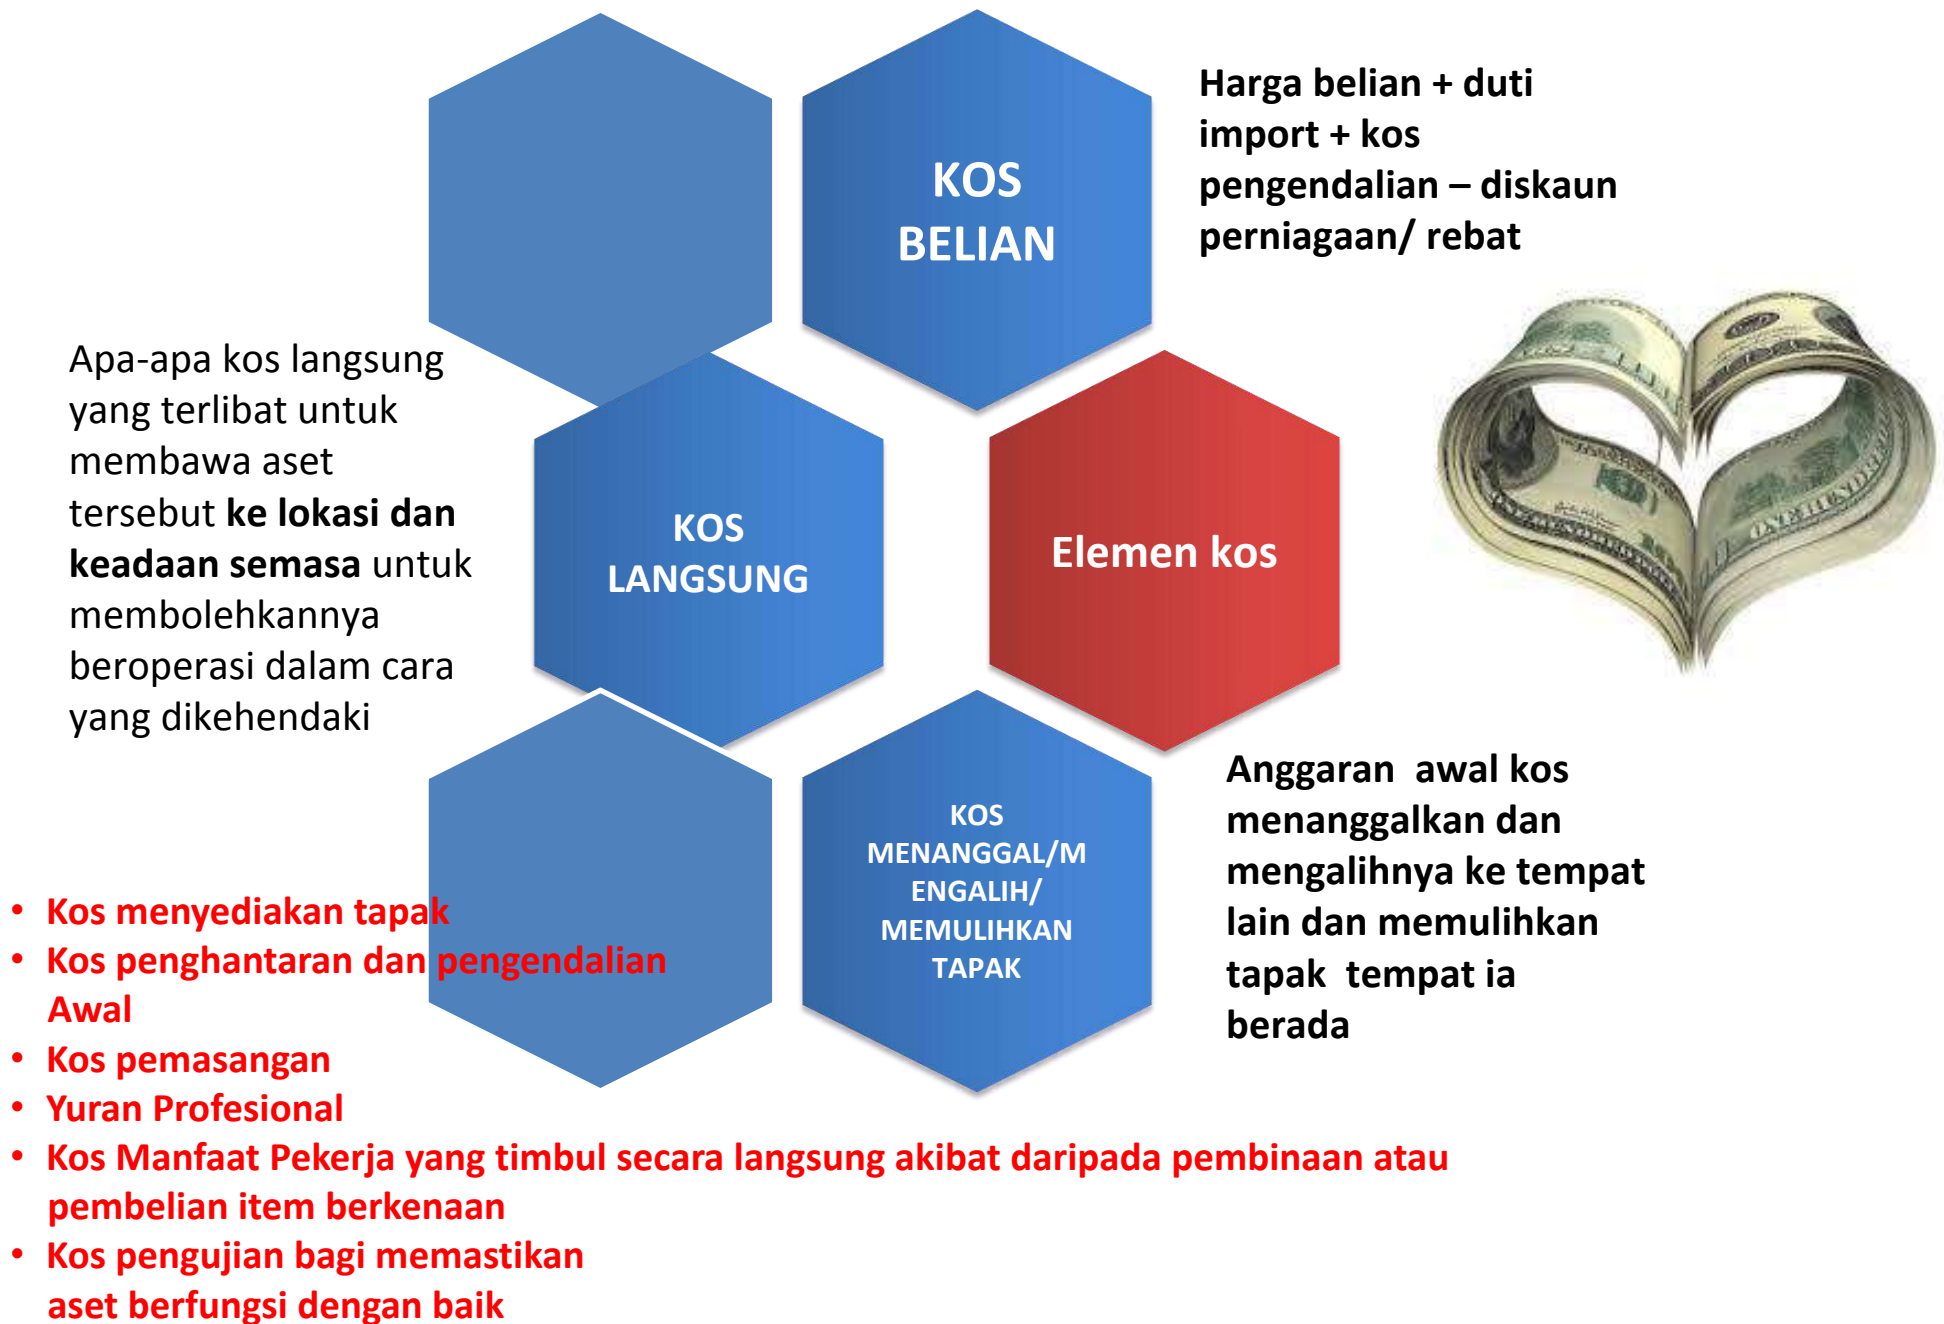 KOS
BELIAN
Harga belian + duti
import + kos
pengendalian – diskaun
perniagaan/ rebat
Apa-apa kos langsung
yang terlibat untuk
membawa aset
tersebut ke lokasi dan
keadaan semasa untuk
membolehkannya
beroperasi dalam cara
yang dikehendaki
KOS
LANGSUNG
Elemen kos
KOS
MENANGGAL/M
ENGALIH/
MEMULIHKAN
TAPAK
Anggaran awal kos
menanggalkan dan
mengalihnya ke tempat
lain dan memulihkan
tapak tempat ia
berada
• Kos menyediakan tapak
• Kos penghantaran dan pengendalian
Awal
• Kos pemasangan
• Yuran Profesional
• Kos Manfaat Pekerja yang timbul secara langsung akibat daripada pembinaan atau
pembelian item berkenaan
• Kos pengujian bagi memastikan
aset berfungsi dengan baik